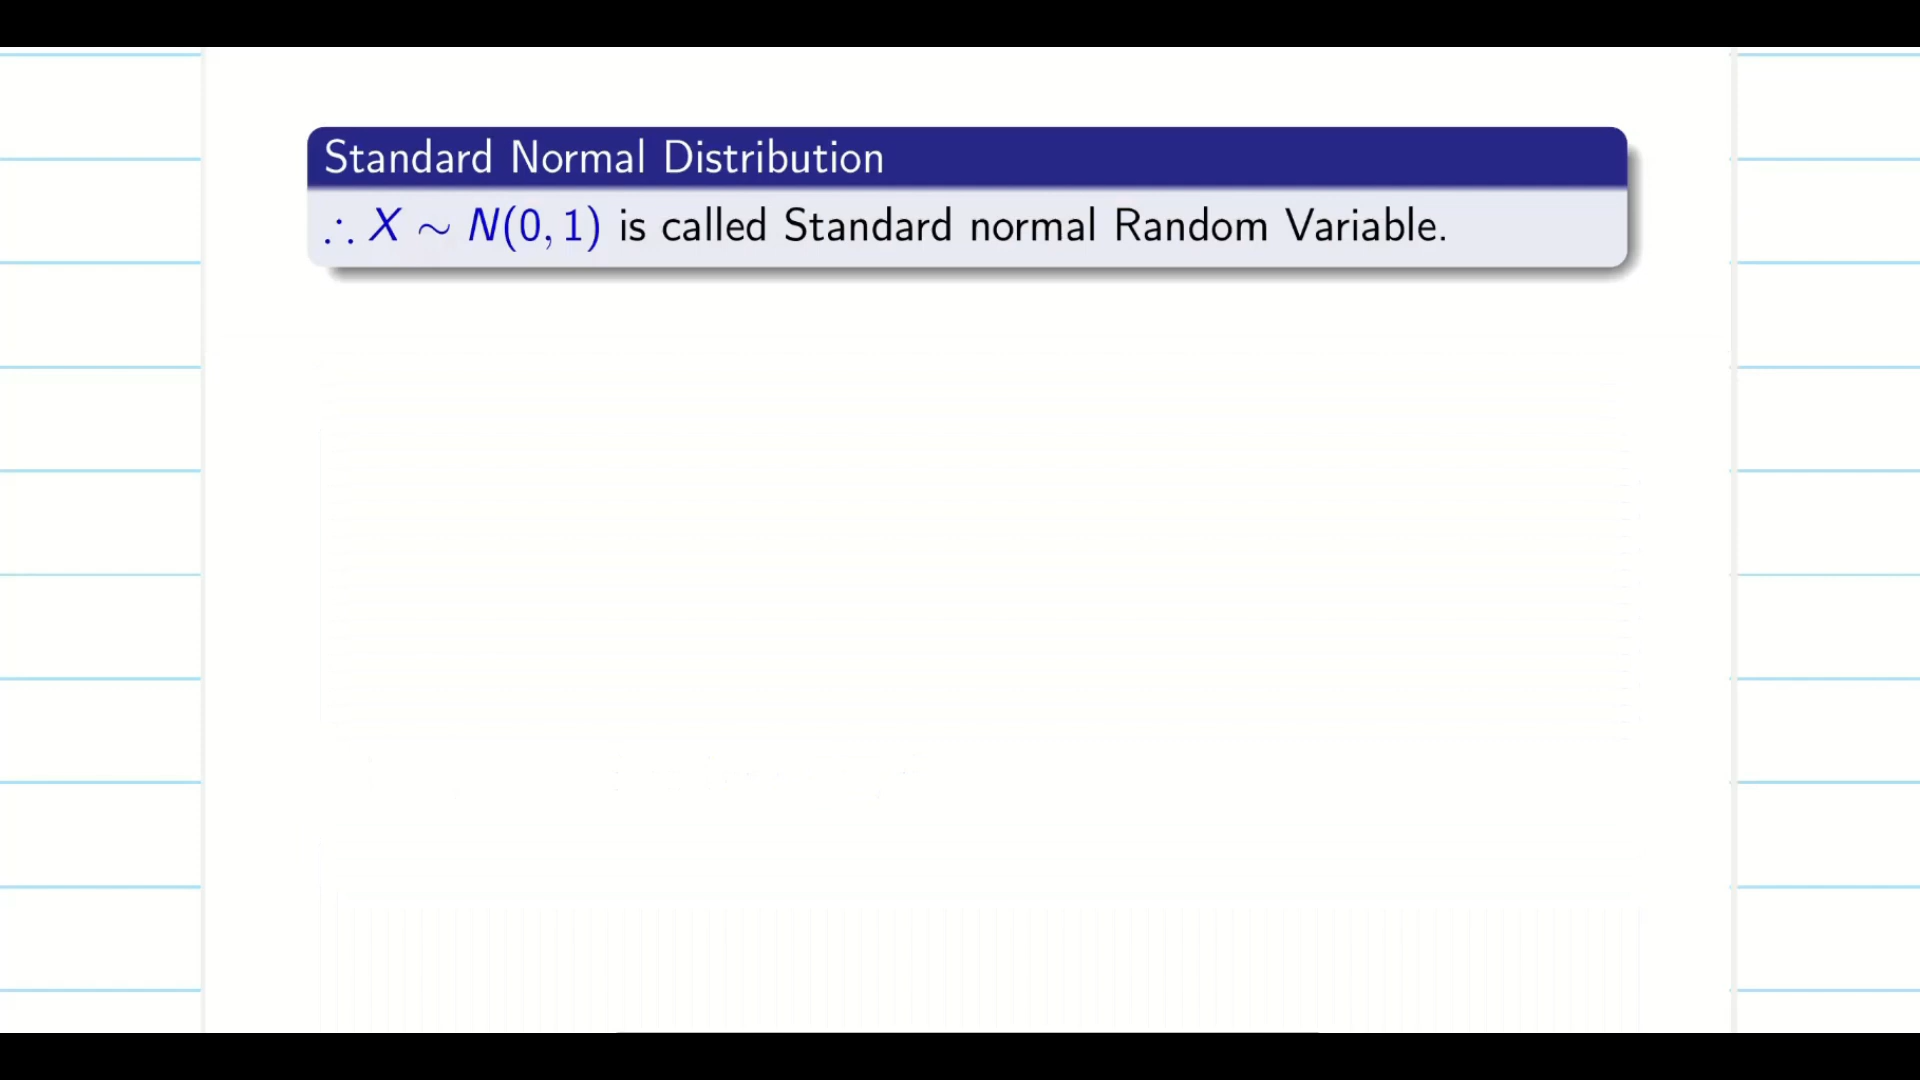 Standard Normal Distribution
∴ X ∼ N(0, 1) is called Standard normal Random Variable.